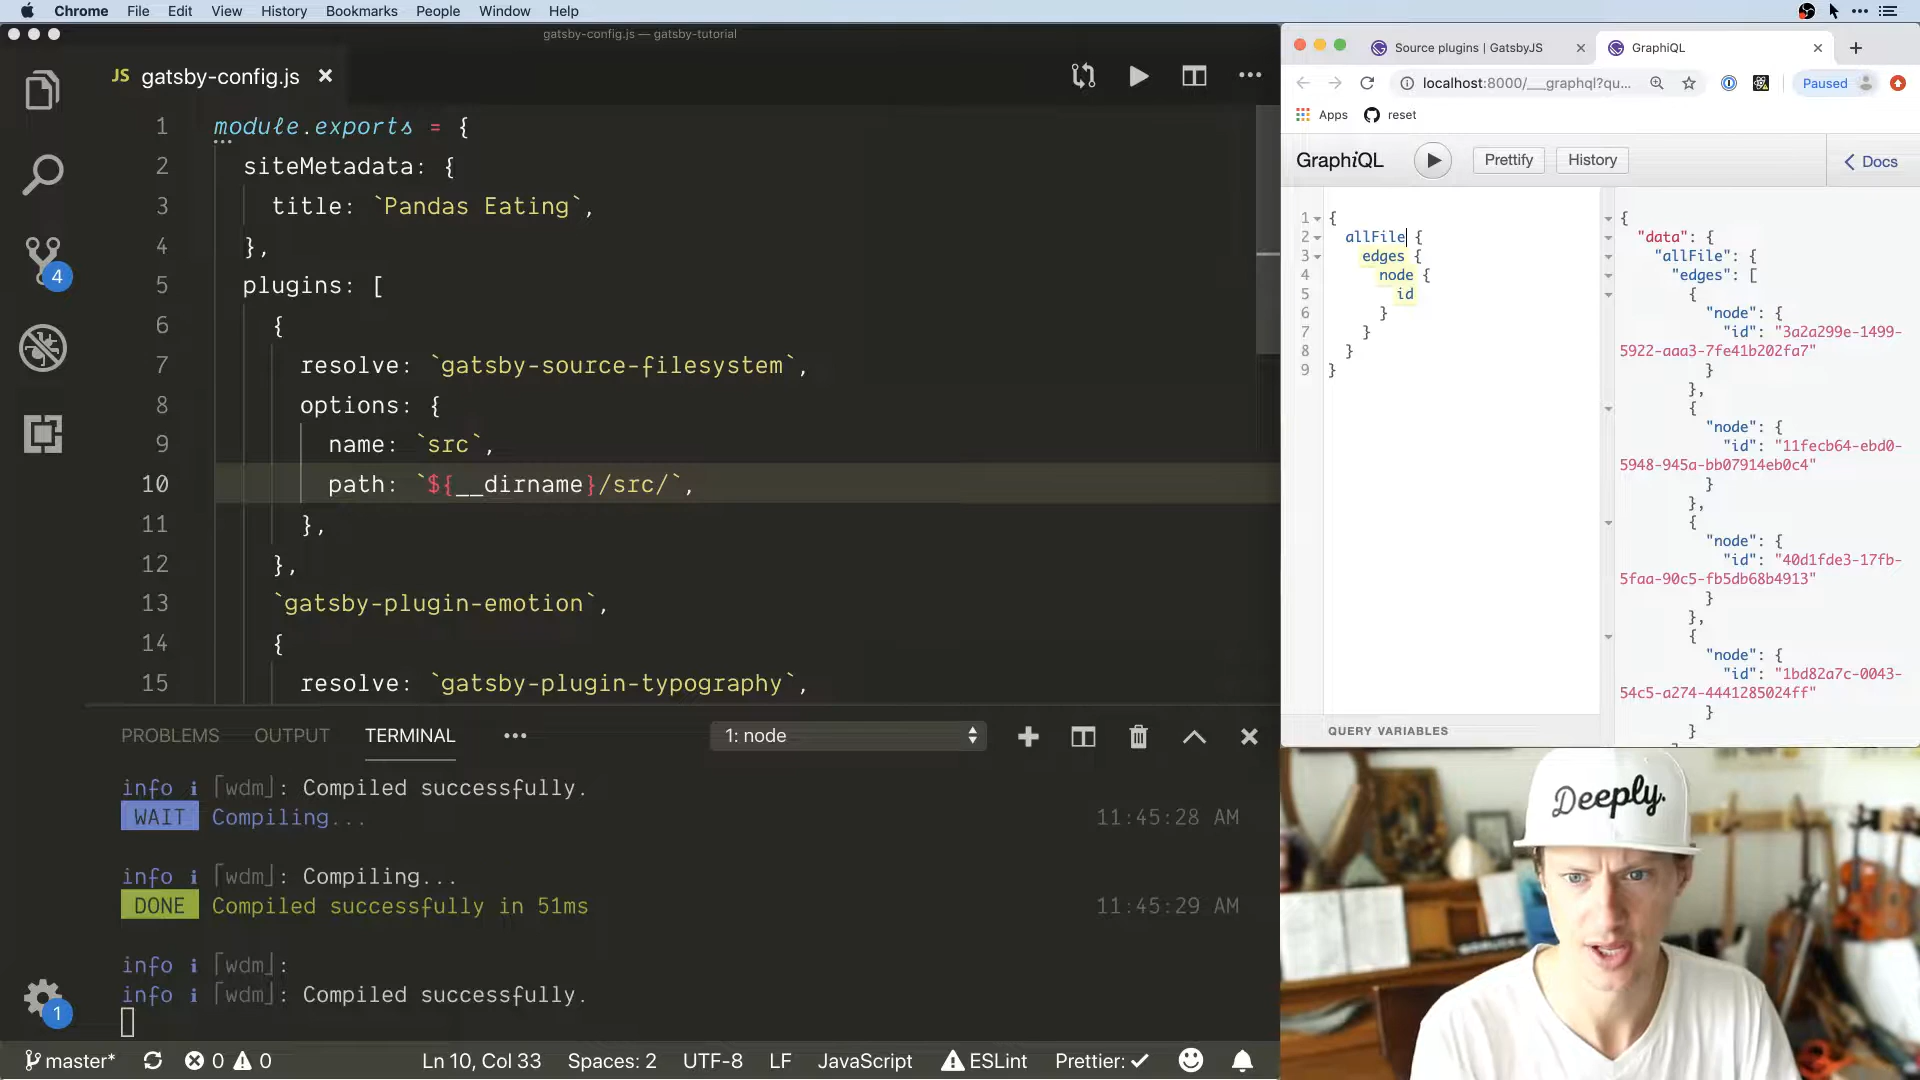 Chrome File Edit View History Bookmarks People Window Help
gatsby-config.js — gatsby-tutorial
JS gatsby-config.js
1 module.exports = {
2 siteMetadata: {
3 title: `Pandas Eating`,
4 },
5 plugins: [
6 {
7 resolve: `gatsby-source-filesystem`,
8 options: {
9 name: `src`,
10 path: `${__dirname}/src/`,
11 },
12 },
13 `gatsby-plugin-emotion`,
14 {
15 resolve: `gatsby-plugin-typography`,
4
1
PROBLEMS OUTPUT TERMINAL ••• 1: node
info i ⌈wdm⌋: Compiled successfully.
WAIT Compiling... 11:45:28 AM
info i ⌈wdm⌋: Compiling...
DONE Compiled successfully in 51ms 11:45:29 AM
info i ⌈wdm⌋:
info i ⌈wdm⌋: Compiled successfully.
master* 0 0 Ln 10, Col 33 Spaces: 2 UTF-8 LF JavaScript ESLint Prettier: ✓
Source plugins | GatsbyJS GraphiQL
localhost:8000/___graphql?qu... Paused
Apps reset
GraphiQL Prettify History Docs
1 {
2 allFile {
3 edges {
4 node {
5 id
6 }
7 }
8 }
9 }
QUERY VARIABLES
{
"data": {
"allFile": {
"edges": [
{
"node": {
"id": "3a2a299e-1499-
5922-aaa3-7fe41b202fa7"
}
},
{
"node": {
"id": "11fecb64-ebd0-
5948-945a-bb07914eb0c4"
}
},
{
"node": {
"id": "40d1fde3-17fb-
5faa-90c5-fb5db68b4913"
}
},
{
"node": {
"id": "1bd82a7c-0043-
54c5-a274-4441285024ff"
}
}
Deeply.